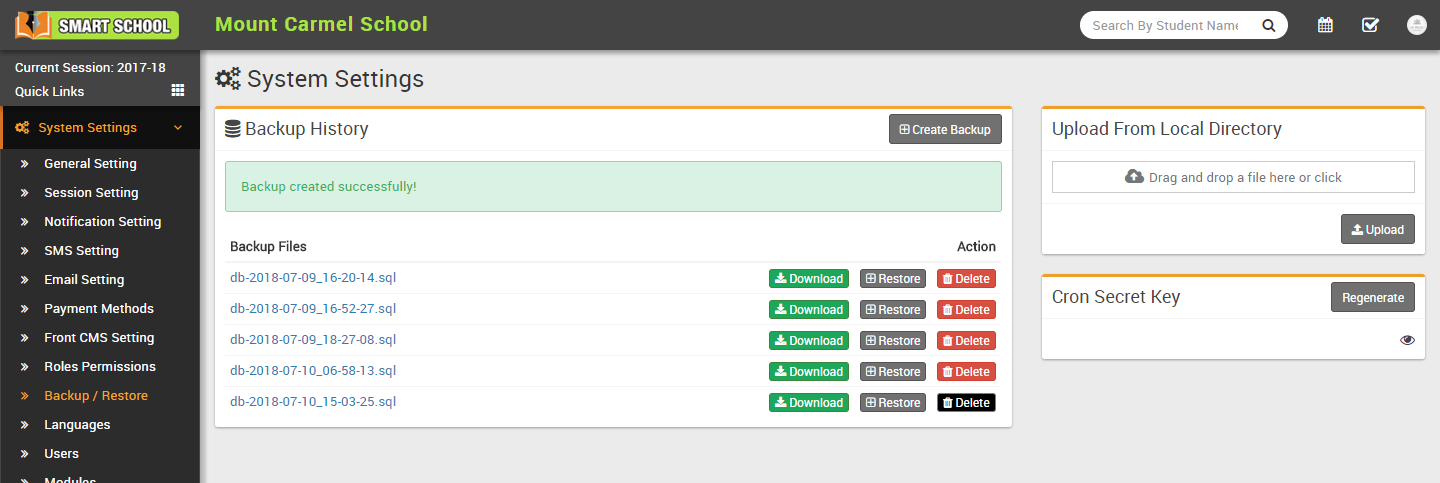 SMART SCHOOL
Mount Carmel School
Search By Student Name
Current Session: 2017-18
Quick Links
System Settings
General Setting
Session Setting
Notification Setting
SMS Setting
Email Setting
Payment Methods
Front CMS Setting
Roles Permissions
Backup / Restore
Languages
Users
Modules
System Settings
Backup History
Create Backup
Backup created successfully!
Backup Files Action
db-2018-07-09_16-20-14.sql Download Restore Delete
db-2018-07-09_16-52-27.sql Download Restore Delete
db-2018-07-09_18-27-08.sql Download Restore Delete
db-2018-07-10_06-58-13.sql Download Restore Delete
db-2018-07-10_15-03-25.sql Download Restore Delete
Upload From Local Directory
Drag and drop a file here or click
Upload
Cron Secret Key
Regenerate